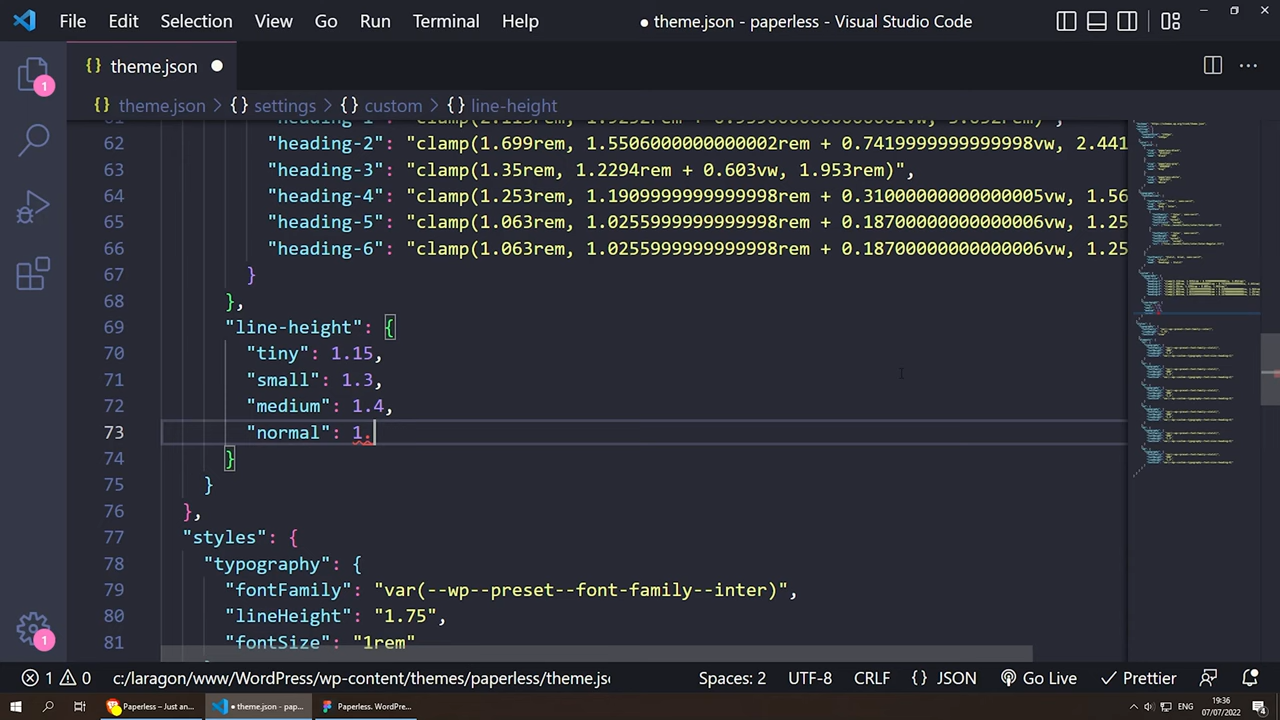 File Edit Selection View Go Run Terminal Help ● theme.json - paperless - Visual Studio Code
{} theme.json ●
{} theme.json > {} settings > {} custom > {} line-height
62 "heading-2": "clamp(1.699rem, 1.5506000000000002rem + 0.7419999999999998vw, 2.441
63 "heading-3": "clamp(1.35rem, 1.2294rem + 0.603vw, 1.953rem)",
64 "heading-4": "clamp(1.253rem, 1.1909999999999998rem + 0.31000000000000005vw, 1.56
65 "heading-5": "clamp(1.063rem, 1.0255999999999998rem + 0.18700000000000006vw, 1.25
66 "heading-6": "clamp(1.063rem, 1.0255999999999998rem + 0.18700000000000006vw, 1.25
67 }
68 },
69 "line-height": {
70 "tiny": 1.15,
71 "small": 1.3,
72 "medium": 1.4,
73 "normal": 1.
74 }
75 }
76 },
77 "styles": {
78 "typography": {
79 "fontFamily": "var(--wp--preset--font-family--inter)",
80 "lineHeight": "1.75",
81 "fontSize": "1rem"
1
1
1 0 c:/laragon/www/WordPress/wp-content/themes/paperless/theme.jso Spaces: 2 UTF-8 CRLF {} JSON Go Live Prettier
Paperless – Just an... ● theme.json - pap... Paperless. WordPre... ENG 19:36
07/07/2022 4